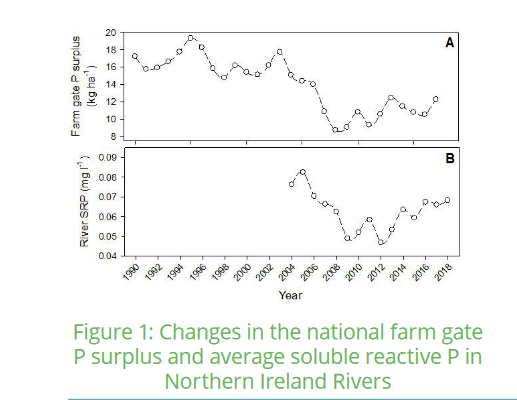 20
18
16
14
12
10
8
Farm gate P surplus
(kg ha⁻¹)
A
0.09
0.08
0.07
0.06
0.05
0.04
River SRP (mg l⁻¹)
B
1990 1992 1994 1996 1998 2000 2002 2004 2006 2008 2010 2012 2014 2016 2018
Year
Figure 1: Changes in the national farm gate
P surplus and average soluble reactive P in
Northern Ireland Rivers